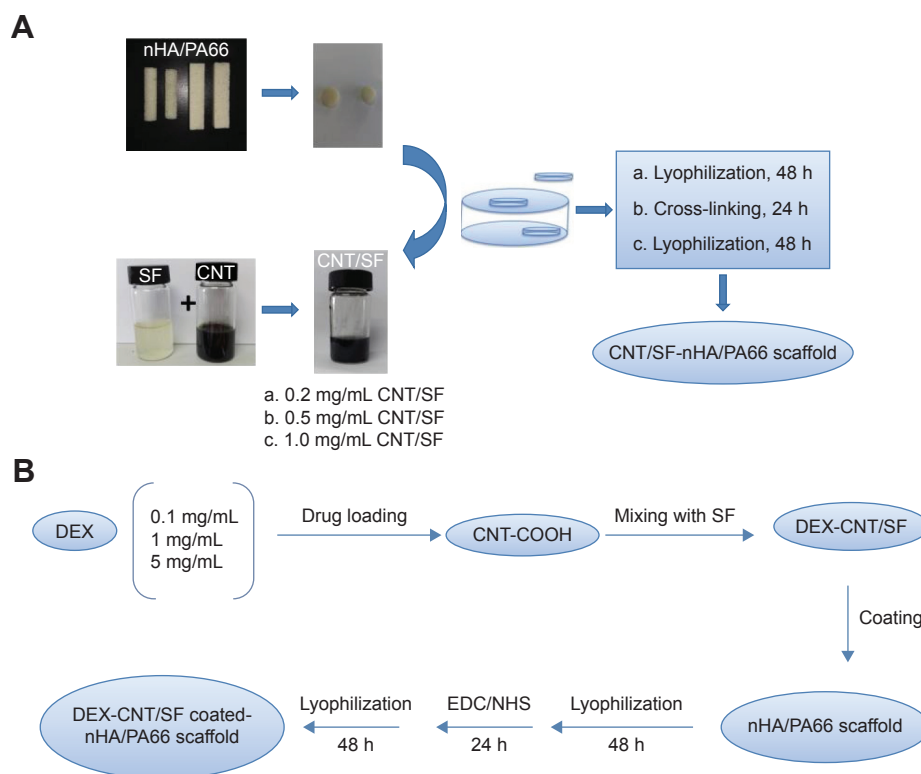 A
nHA/PA66
SF
+
CNT
CNT/SF
a. 0.2 mg/mL CNT/SF
b. 0.5 mg/mL CNT/SF
c. 1.0 mg/mL CNT/SF
a. Lyophilization, 48 h
b. Cross-linking, 24 h
c. Lyophilization, 48 h
CNT/SF-nHA/PA66 scaffold
B
DEX
0.1 mg/mL
1 mg/mL
5 mg/mL
Drug loading
CNT-COOH
Mixing with SF
DEX-CNT/SF
Coating
nHA/PA66 scaffold
Lyophilization
48 h
EDC/NHS
24 h
Lyophilization
48 h
DEX-CNT/SF coated-
nHA/PA66 scaffold